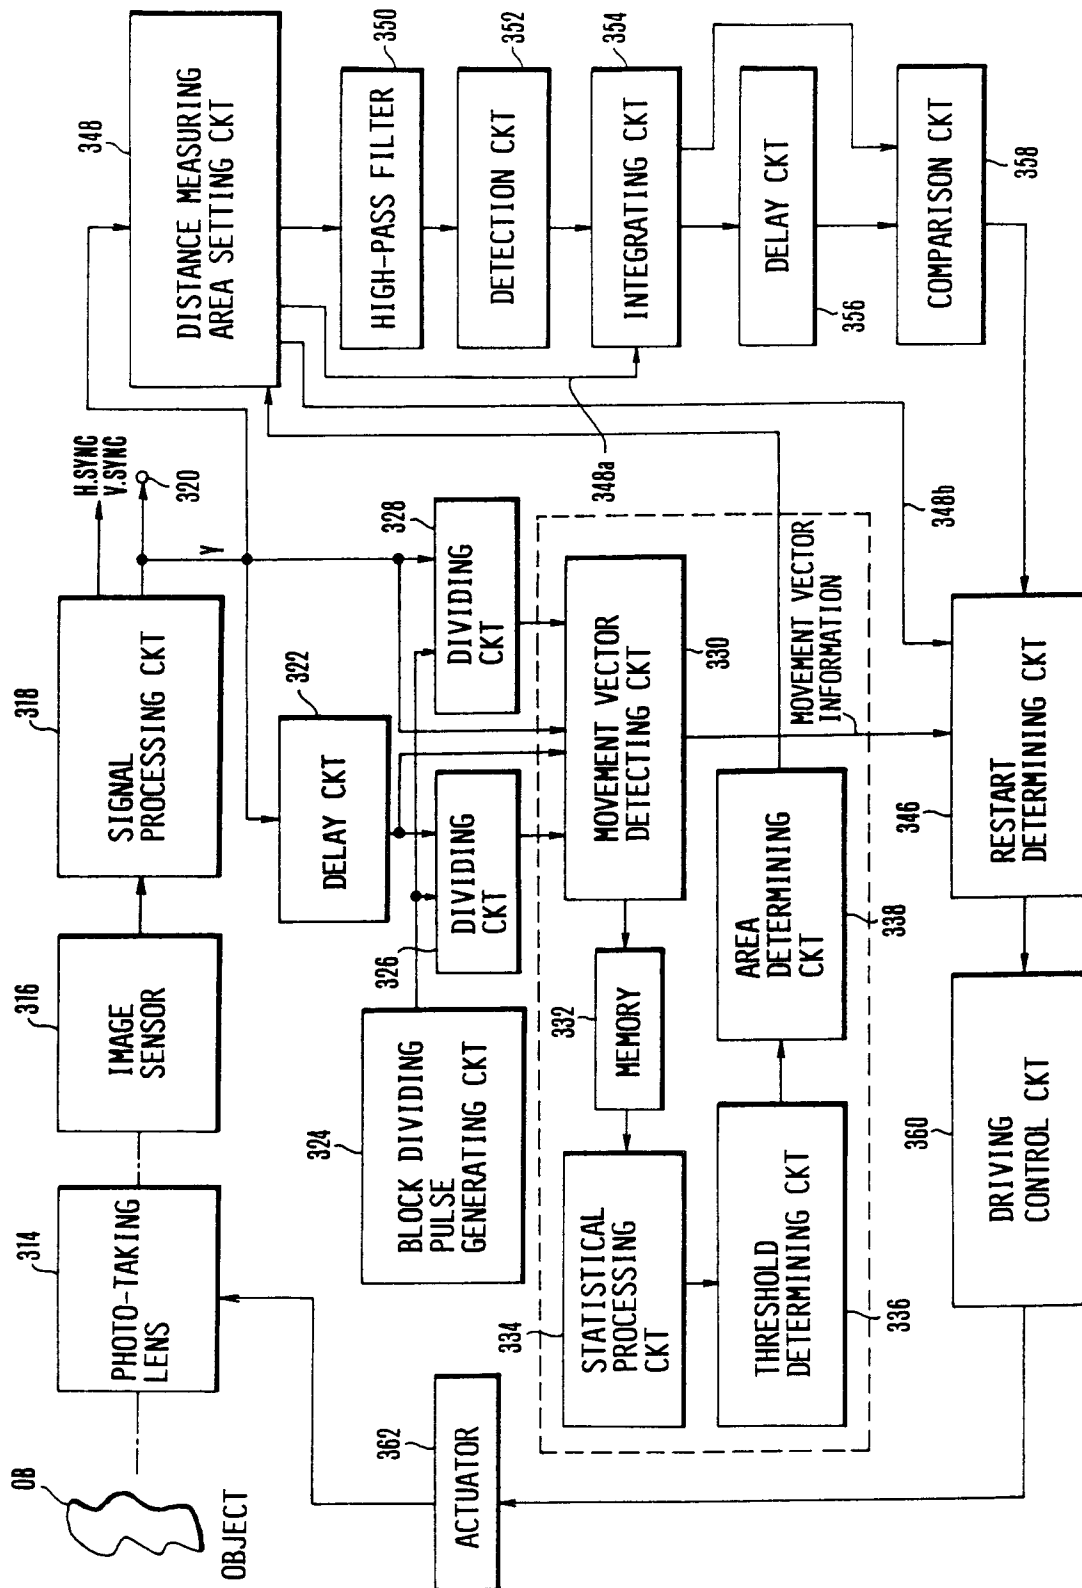 OB
OBJECT
314
PHOTO-TAKING
LENS
316
IMAGE
SENSOR
318
SIGNAL
PROCESSING CKT
H.SYNC
V.SYNC
320
Y
348
DISTANCE MEASURING
AREA SETTING CKT
322
DELAY CKT
324
BLOCK DIVIDING
PULSE
GENERATING CKT
326
DIVIDING
CKT
328
DIVIDING
CKT
350
HIGH-PASS FILTER
352
DETECTION CKT
354
INTEGRATING CKT
356
DELAY CKT
358
COMPARISON CKT
348a
348b
330
MOVEMENT VECTOR
DETECTING CKT
MOVEMENT VECTOR
INFORMATION
332
MEMORY
334
STATISTICAL
PROCESSING
CKT
336
THRESHOLD
DETERMINING CKT
338
AREA
DETERMINING
CKT
346
RESTART
DETERMINING CKT
360
DRIVING
CONTROL CKT
362
ACTUATOR